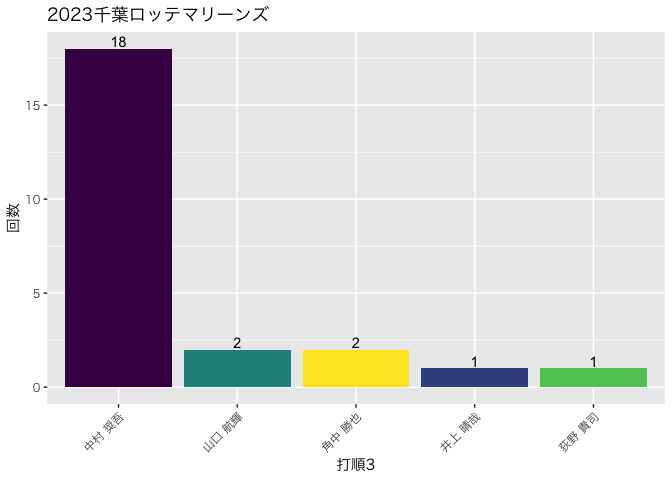 2023千葉ロッテマリーンズ
回数
15
10
5
0
18
2
2
1
1
中村 奨吾
山口 航輝
角中 勝也
井上 晴哉
荻野 貴司
打順3